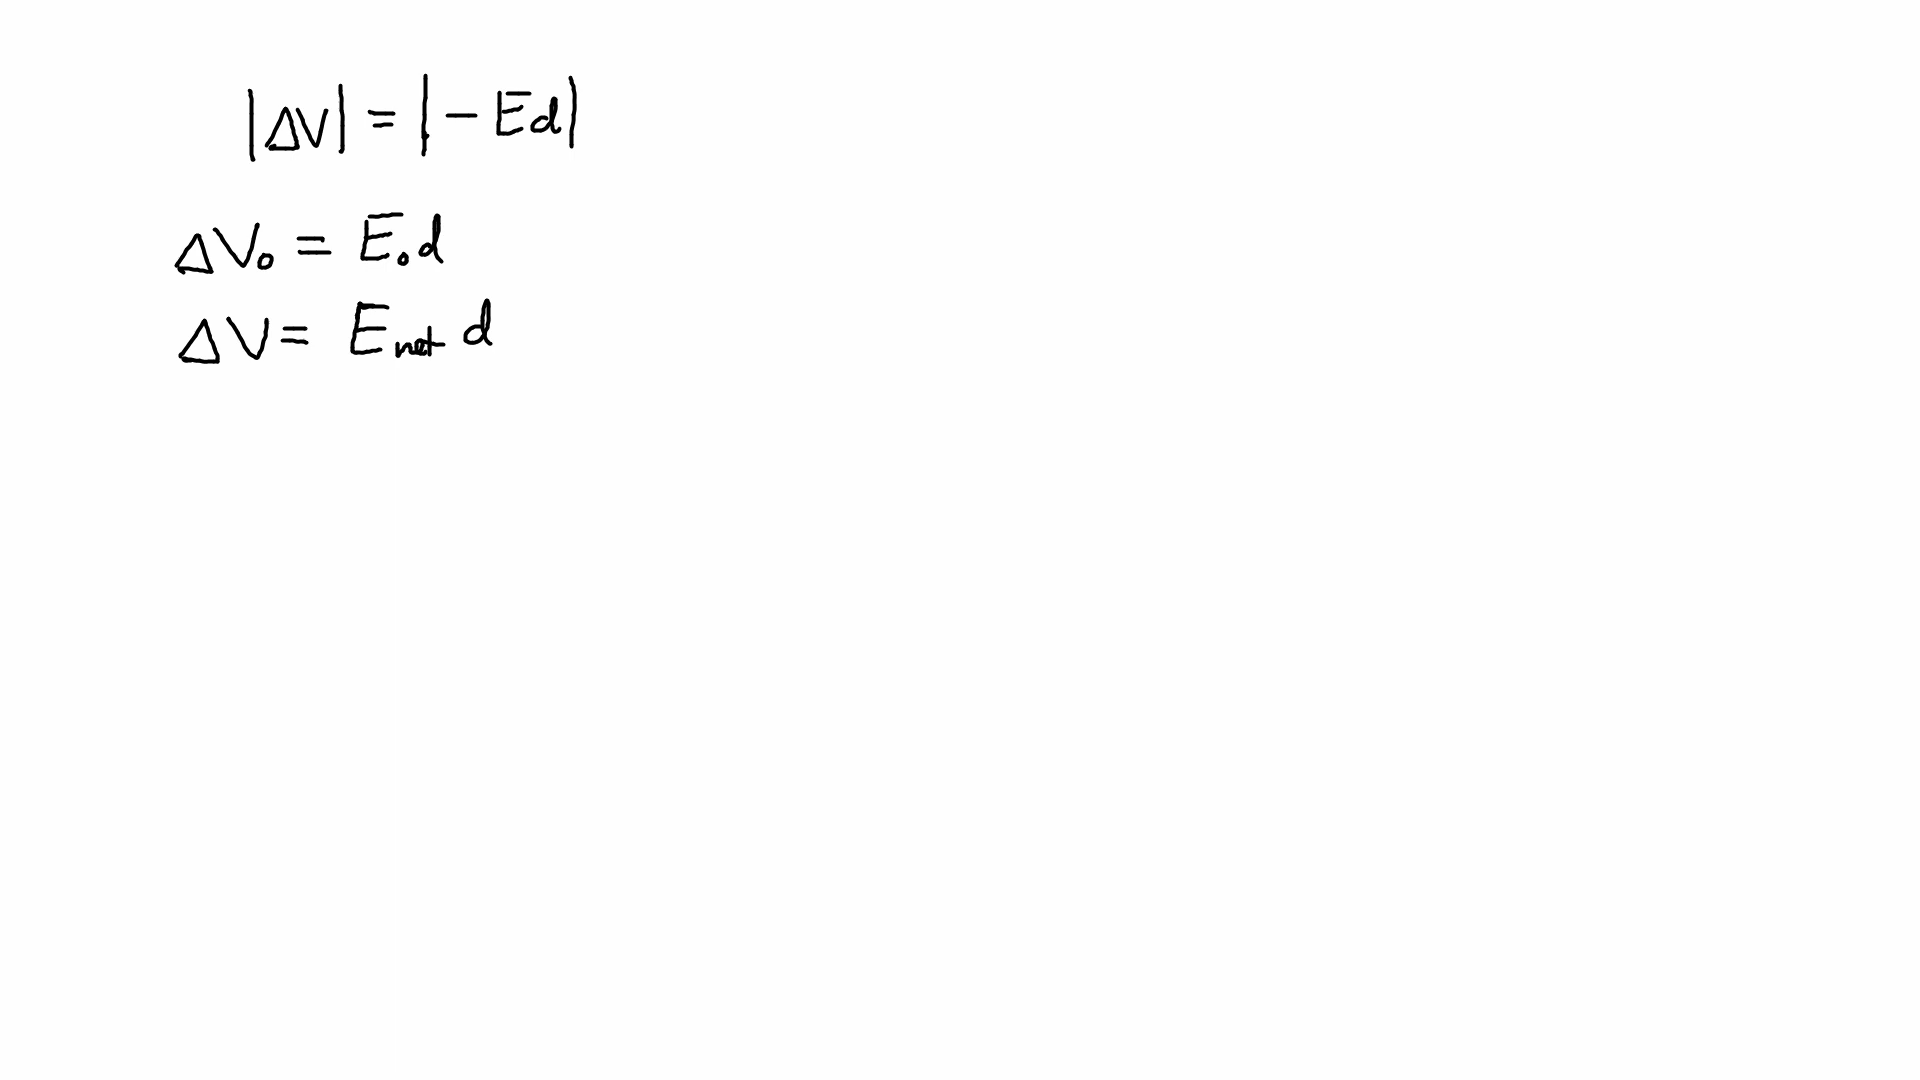 |ΔV| = |- Ed|
ΔV₀ = E₀d
ΔV = E_net d